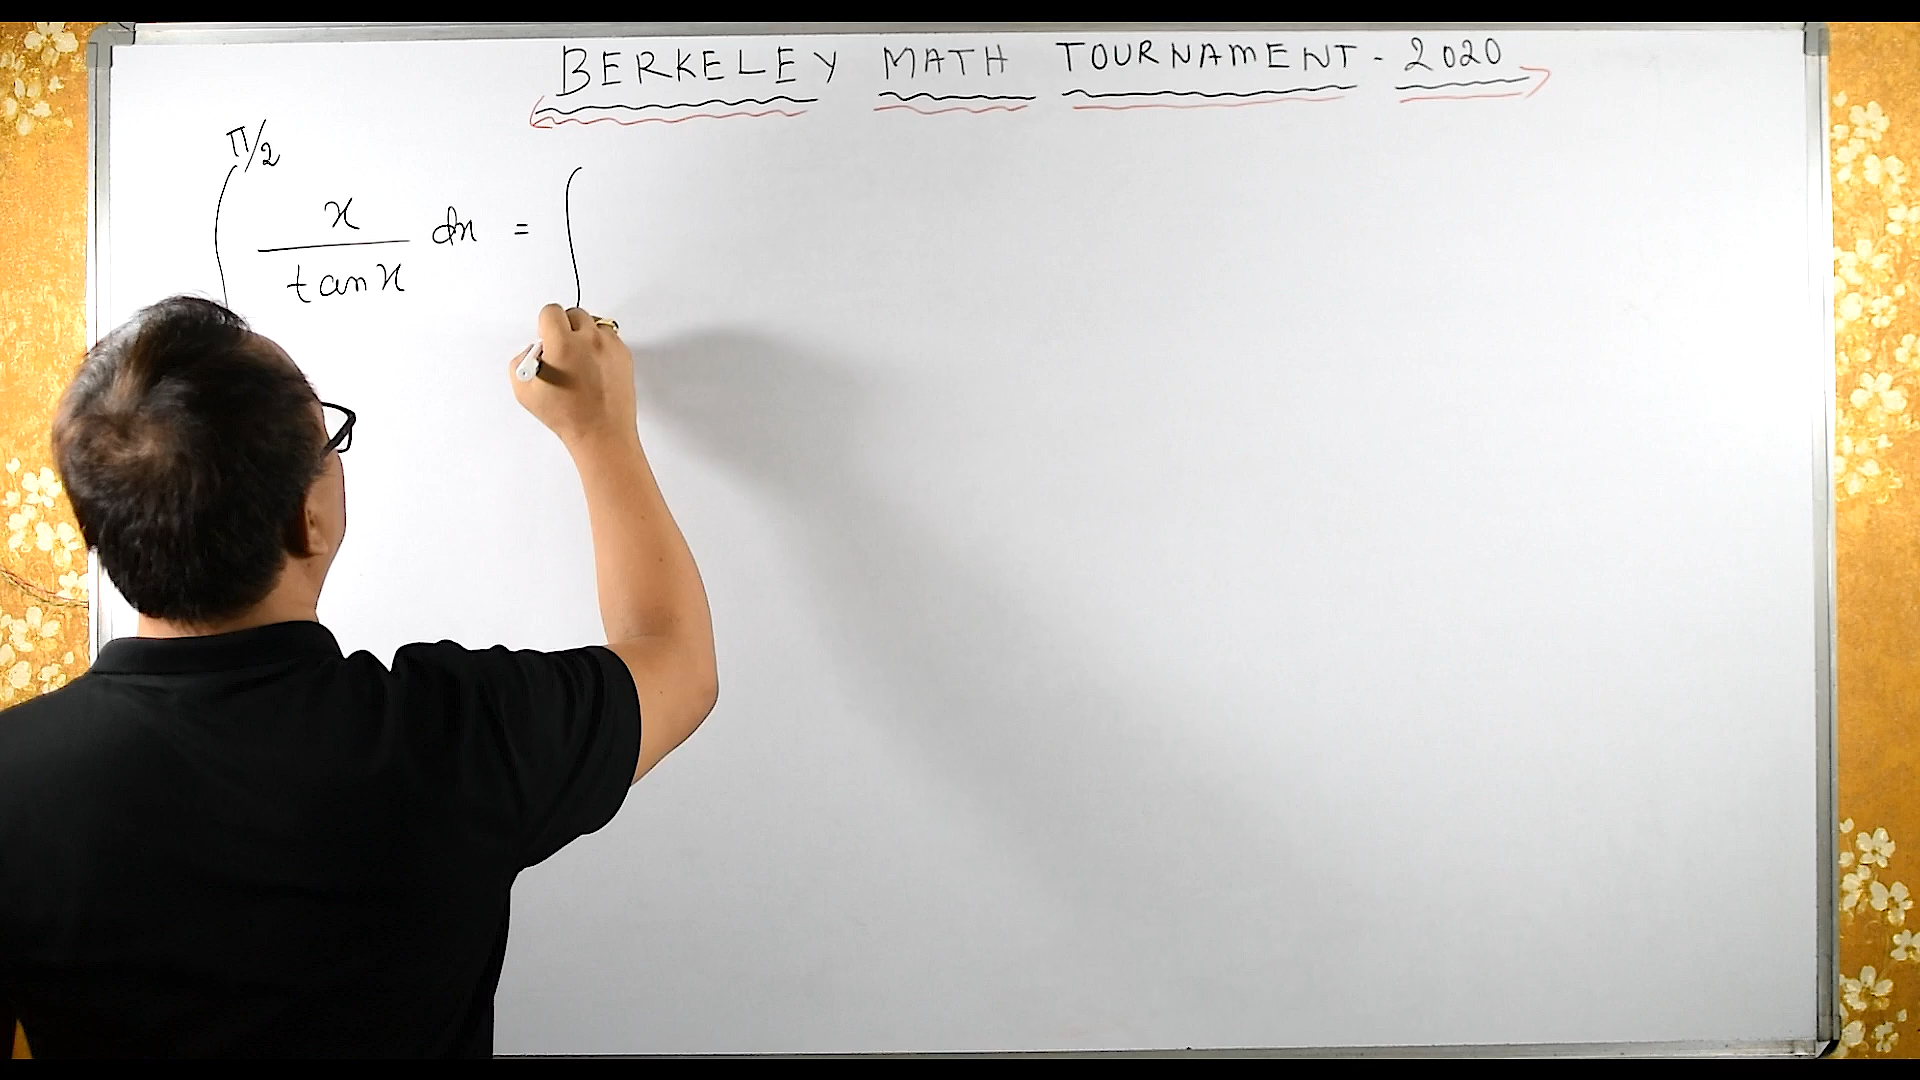 BERKELEY MATH TOURNAMENT - 2020
∫^π/2 x/tan x dx = ∫